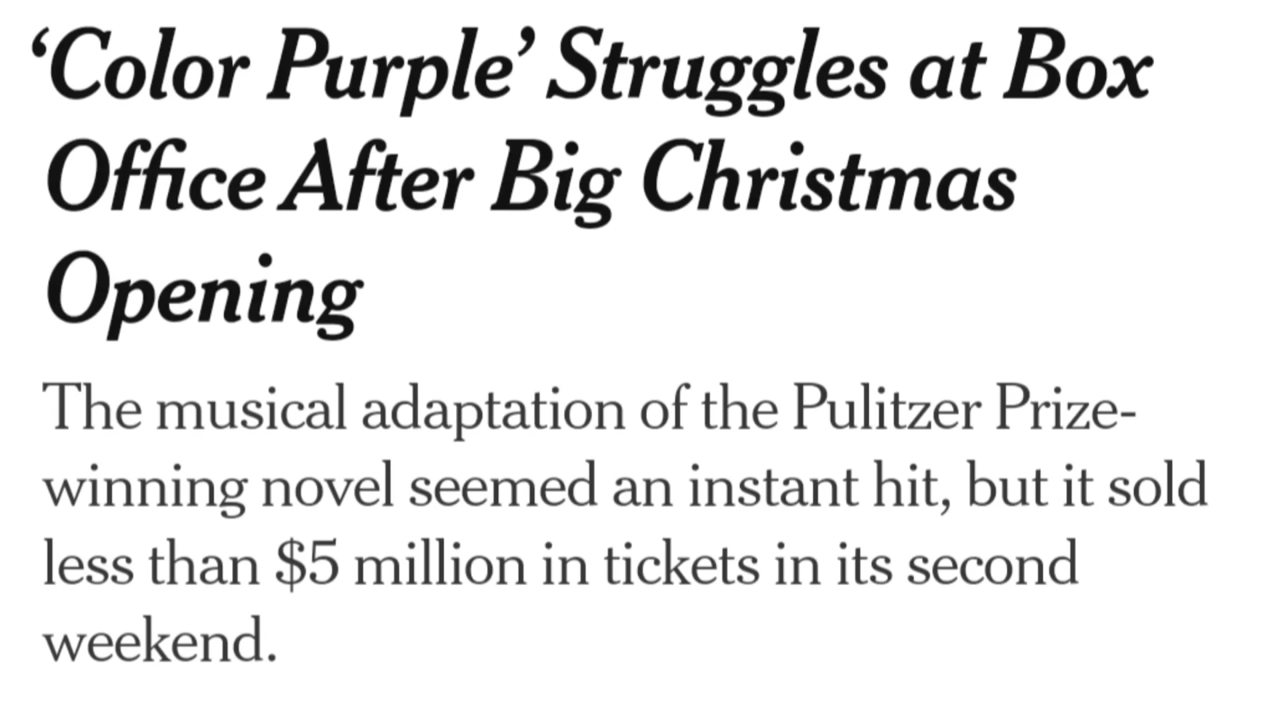 ‘Color Purple’ Struggles at Box
Office After Big Christmas
Opening
The musical adaptation of the Pulitzer Prize-
winning novel seemed an instant hit, but it sold
less than $5 million in tickets in its second
weekend.